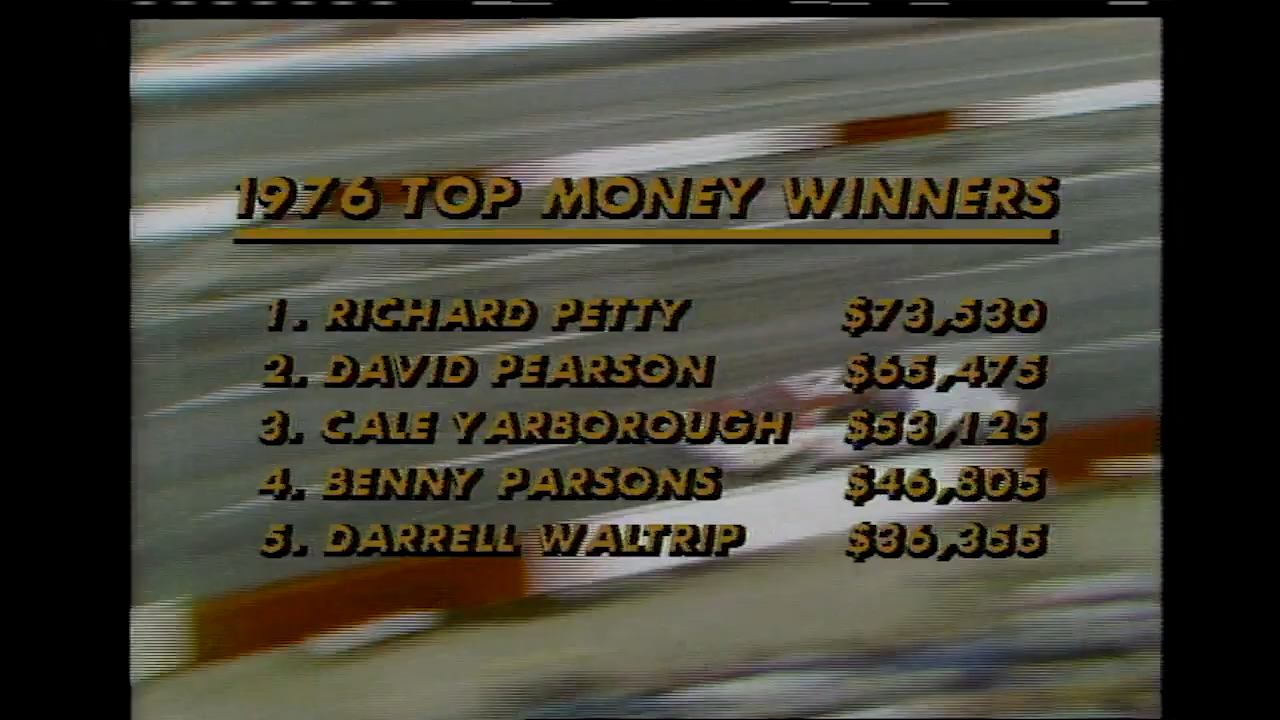 1976 TOP MONEY WINNERS
1. RICHARD PETTY $73,530
2. DAVID PEARSON $65,475
3. CALE YARBOROUGH $53,125
4. BENNY PARSONS $46,805
5. DARRELL WALTRIP $36,355